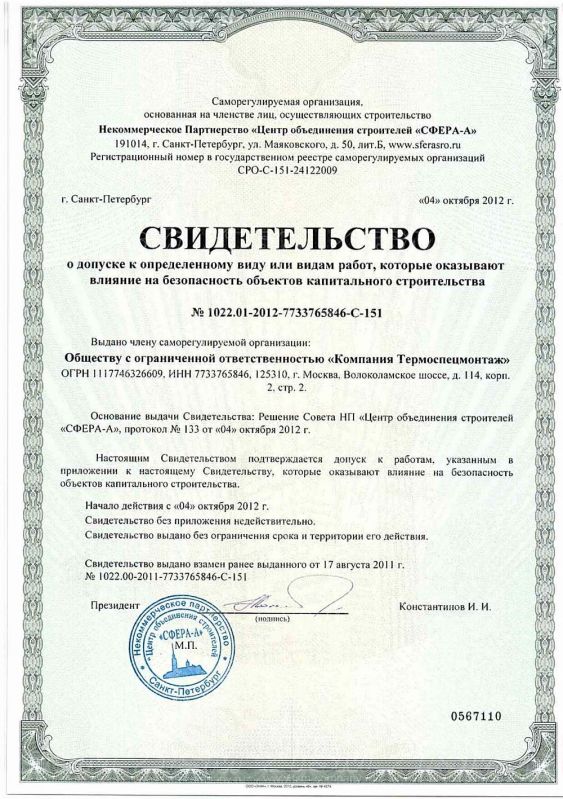 Саморегулируемая организация,
основанная на членстве лиц, осуществляющих строительство
Некоммерческое Партнерство «Центр объединения строителей «СФЕРА-А»
191014, г. Санкт-Петербург, ул. Маяковского, д. 50, лит.Б, www.sferasro.ru
Регистрационный номер в государственном реестре саморегулируемых организаций
СРО-С-151-24122009
г. Санкт-Петербург «04» октября 2012 г.
СВИДЕТЕЛЬСТВО
о допуске к определенному виду или видам работ, которые оказывают
влияние на безопасность объектов капитального строительства
№ 1022.01-2012-7733765846-С-151
Выдано члену саморегулируемой организации:
Обществу с ограниченной ответственностью «Компания Термоспецмонтаж»
ОГРН 1117746326609, ИНН 7733765846, 125310, г. Москва, Волоколамское шоссе, д. 114, корп.
2, стр. 2.
Основание выдачи Свидетельства: Решение Совета НП «Центр объединения строителей
«СФЕРА-А», протокол № 133 от «04» октября 2012 г.
Настоящим Свидетельством подтверждается допуск к работам, указанным в
приложении к настоящему Свидетельству, которые оказывают влияние на безопасность
объектов капитального строительства.
Начало действия с «04» октября 2012 г.
Свидетельство без приложения недействительно.
Свидетельство выдано без ограничения срока и территории его действия.
Свидетельство выдано взамен ранее выданного от 17 августа 2011 г.
№ 1022.00-2011-7733765846-С-151
Президент Константинов И. И.
(подпись)
Некоммерческое партнерство
"Центр объединения строителей
«СФЕРА-А»
М.П.
Санкт-Петербург
0567110